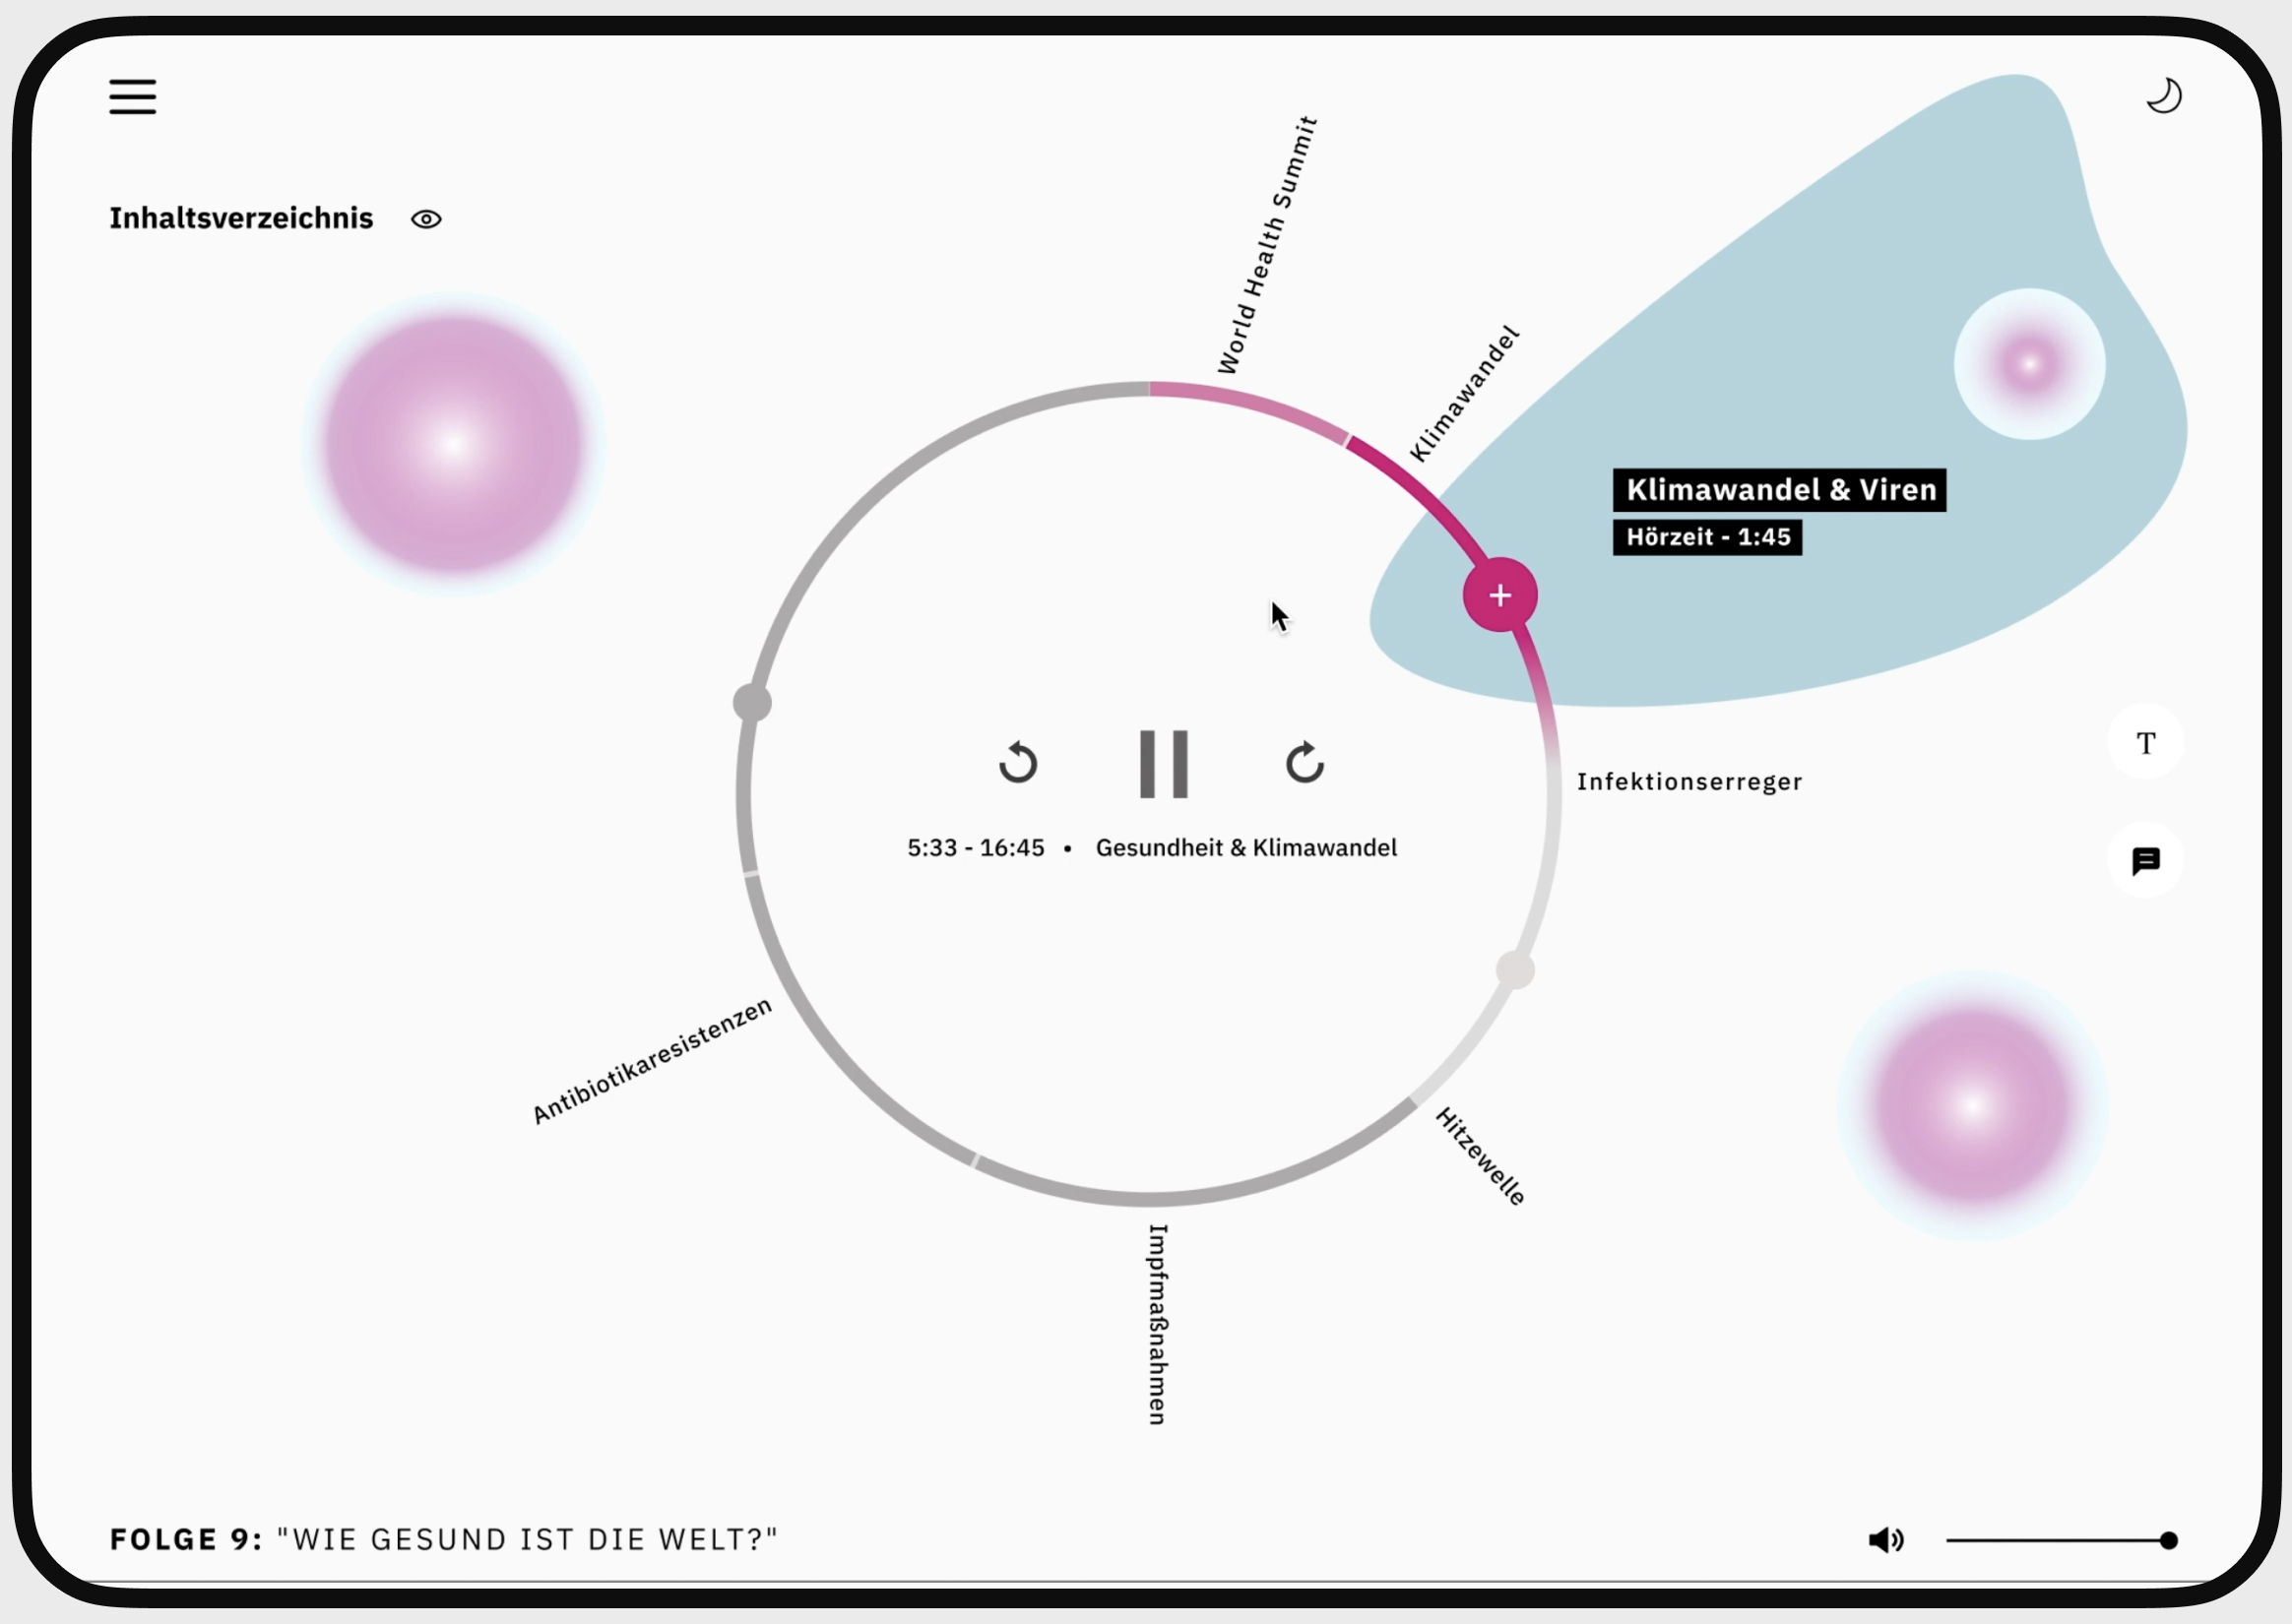 Inhaltsverzeichnis
World Health Summit
Klimawandel
Klimawandel & Viren
Hörzeit - 1:45
Infektionserreger
T
5:33 - 16:45 • Gesundheit & Klimawandel
Hitzewelle
Impfmaßnahmen
Antibiotikaresistenzen
FOLGE 9: "WIE GESUND IST DIE WELT?"